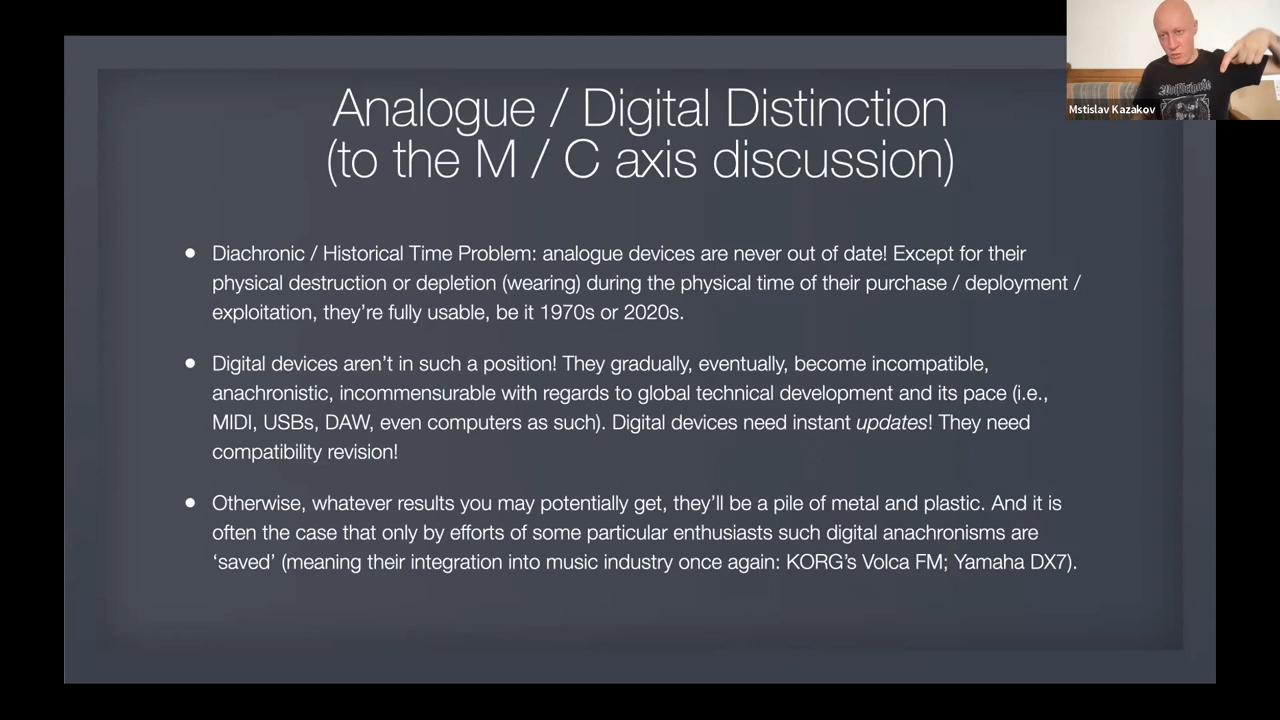 Analogue / Digital Distinction
(to the M / C axis discussion)
Mstislav Kazakov
• Diachronic / Historical Time Problem: analogue devices are never out of date! Except for their
physical destruction or depletion (wearing) during the physical time of their purchase / deployment /
exploitation, they're fully usable, be it 1970s or 2020s.
• Digital devices aren't in such a position! They gradually, eventually, become incompatible,
anachronistic, incommensurable with regards to global technical development and its pace (i.e.,
MIDI, USBs, DAW, even computers as such). Digital devices need instant updates! They need
compatibility revision!
• Otherwise, whatever results you may potentially get, they'll be a pile of metal and plastic. And it is
often the case that only by efforts of some particular enthusiasts such digital anachronisms are
'saved' (meaning their integration into music industry once again: KORG's Volca FM; Yamaha DX7).